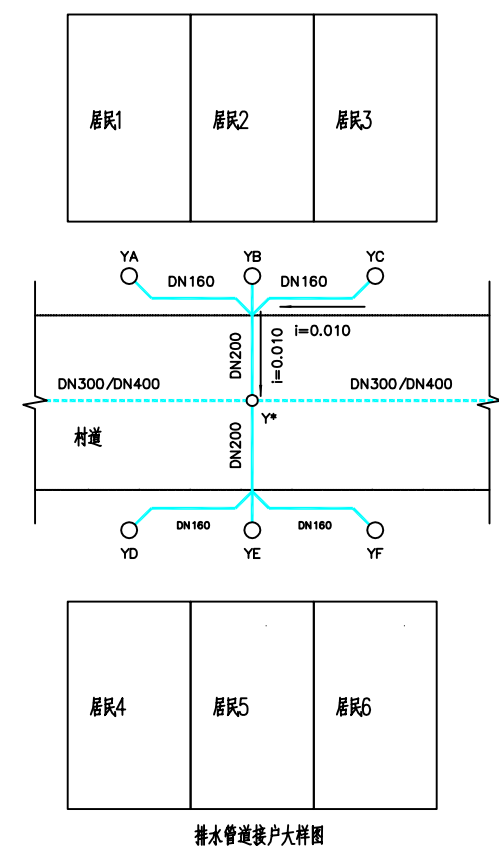 居民1 居民2 居民3
YA YB YC
DN160 DN160
i=0.010
DN200
i=0.010
DN300/DN400 DN300/DN400
Y*
村道
DN200
DN160 DN160
YD YE YF
居民4 居民5 居民6
排水管道接户大样图